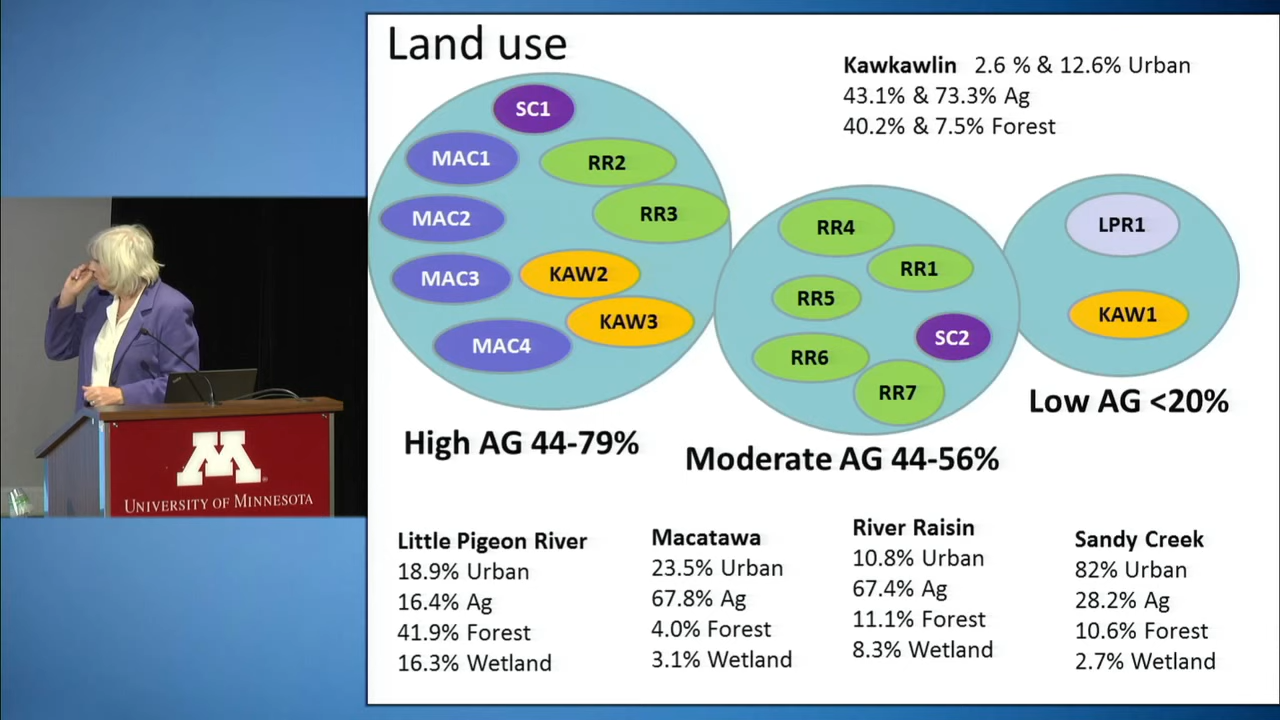 Land use
Kawkawlin 2.6 % & 12.6% Urban
43.1% & 73.3% Ag
40.2% & 7.5% Forest
SC1
MAC1
RR2
MAC2
RR3
MAC3
KAW2
KAW3
MAC4
High AG 44-79%
RR4
RR1
RR5
SC2
RR6
RR7
Moderate AG 44-56%
LPR1
KAW1
Low AG <20%
Little Pigeon River
18.9% Urban
16.4% Ag
41.9% Forest
16.3% Wetland
Macatawa
23.5% Urban
67.8% Ag
4.0% Forest
3.1% Wetland
River Raisin
10.8% Urban
67.4% Ag
11.1% Forest
8.3% Wetland
Sandy Creek
82% Urban
28.2% Ag
10.6% Forest
2.7% Wetland
M
UNIVERSITY OF MINNESOTA